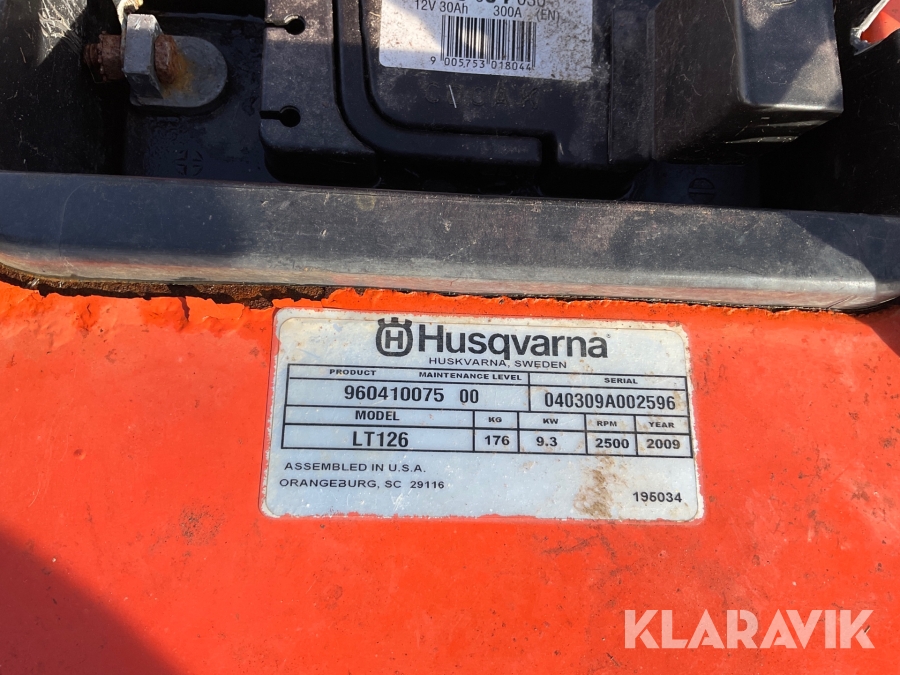 12V 30Ah 300A (EN)
9 005753 018044
Husqvarna
HUSKVARNA, SWEDEN
PRODUCT MAINTENANCE LEVEL SERIAL
960410075 00 040309A002596
MODEL KG KW RPM YEAR
LT126 176 9.3 2500 2009
ASSEMBLED IN U.S.A.
ORANGEBURG, SC 29116
195034
KLARAVIK